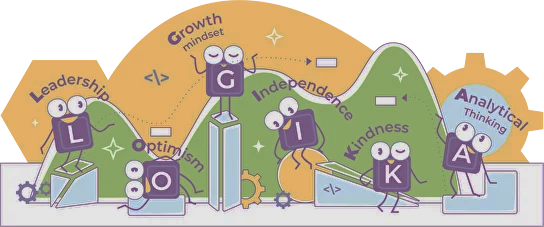 Leadership
L
Optimism
O
Growth
mindset
</>
G
Independence
I
Kindness
K
</>
Analytical
Thinking
A